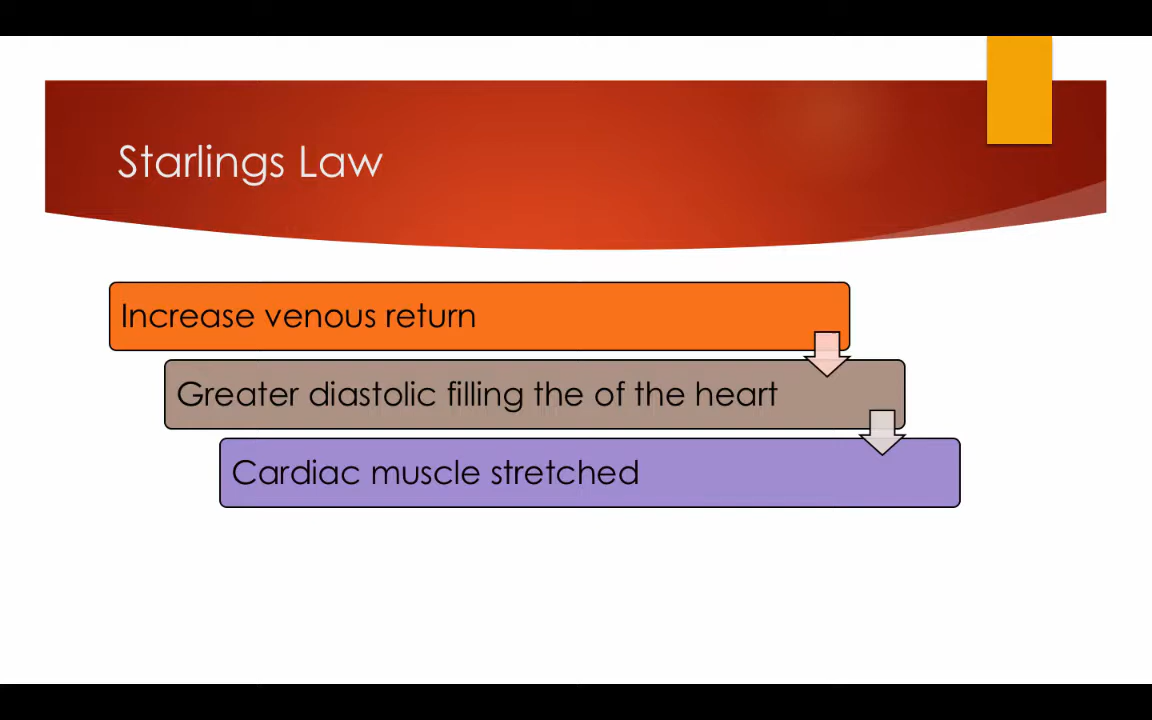 Starlings Law
Increase venous return
Greater diastolic filling the of the heart
Cardiac muscle stretched